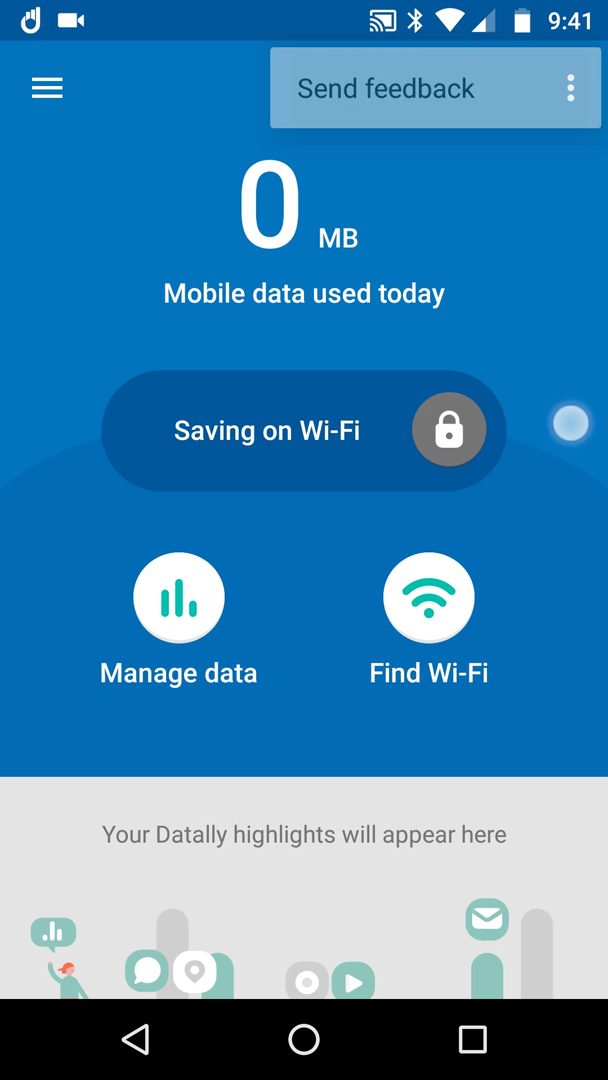 9:41
Send feedback
0 MB
Mobile data used today
Saving on Wi-Fi
Manage data
Find Wi-Fi
Your Datally highlights will appear here